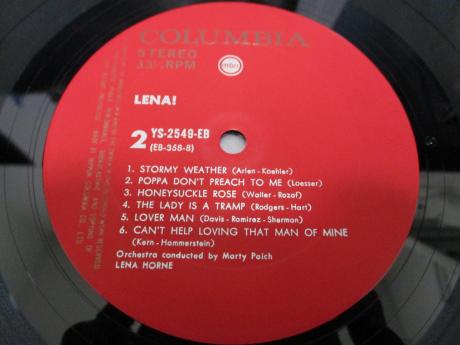 COLUMBIA
STEREO
33⅓ RPM
LENA!
2 YS-2549-EB
(EB-358-8)
1. STORMY WEATHER (Arlen-Koehler)
2. POPPA DON'T PREACH TO ME (Loesser)
3. HONEYSUCKLE ROSE (Waller-Razaf)
4. THE LADY IS A TRAMP (Rodgers-Hart)
5. LOVER MAN (Davis-Ramirez-Sherman)
6. CAN'T HELP LOVING THAT MAN OF MINE
(Kern-Hammerstein)
Orchestra conducted by Marty Paich
LENA HORNE